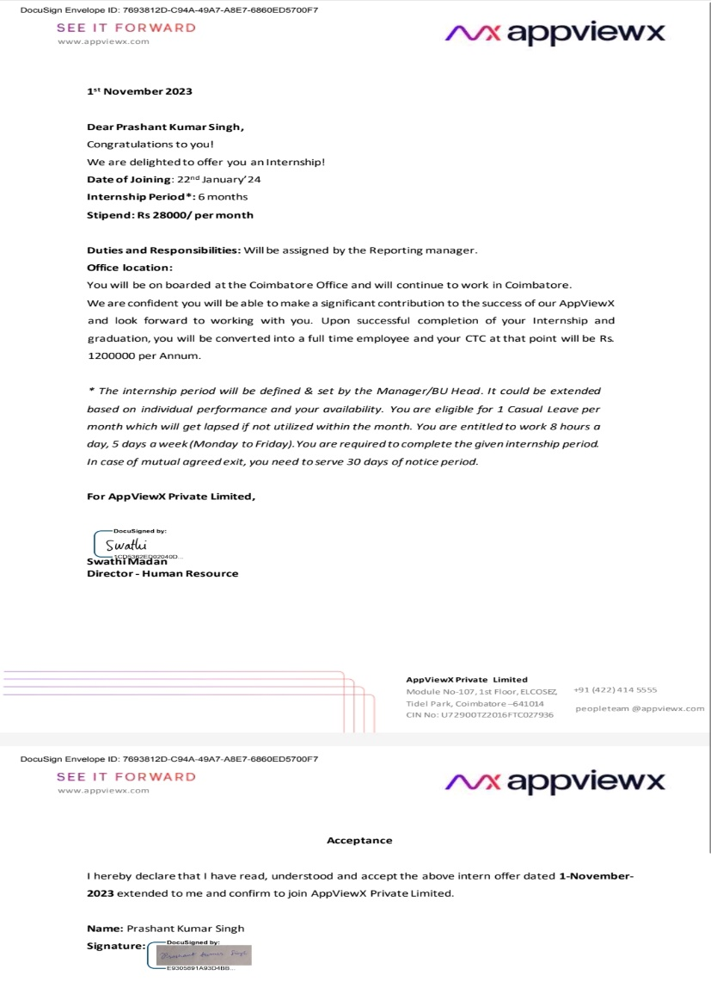 DocuSign Envelope ID: 7693812D-C94A-49A7-A8E7-6860ED5700F7
SEE IT FORWARD
www.appviewx.com
appviewx
1st November 2023
Dear Prashant Kumar Singh,
Congratulations to you!
We are delighted to offer you an Internship!
Date of Joining: 22nd January'24
Internship Period*: 6 months
Stipend: Rs 28000/ per month
Duties and Responsibilities: Will be assigned by the Reporting manager.
Office location:
You will be on boarded at the Coimbatore Office and will continue to work in Coimbatore.
We are confident you will be able to make a significant contribution to the success of our AppViewX
and look forward to working with you. Upon successful completion of your Internship and
graduation, you will be converted into a full time employee and your CTC at that point will be Rs.
1200000 per Annum.
* The internship period will be defined & set by the Manager/BU Head. It could be extended
based on individual performance and your availability. You are eligible for 1 Casual Leave per
month which will get lapsed if not utilized within the month. You are entitled to work 8 hours a
day, 5 days a week (Monday to Friday). You are required to complete the given internship period.
In case of mutual agreed exit, you need to serve 30 days of notice period.
For AppViewX Private Limited,
DocuSigned by:
Swathi
1CD5362ED02040D...
Swathi Madan
Director - Human Resource
AppViewX Private Limited
Module No-107, 1st Floor, ELCOSEZ,
Tidel Park, Coimbatore –641014
CIN No: U72900TZ2016FTC027936
+91 (422) 414 5555
peopleteam @appviewx.com
DocuSign Envelope ID: 7693812D-C94A-49A7-A8E7-6860ED5700F7
SEE IT FORWARD
www.appviewx.com
appviewx
Acceptance
I hereby declare that I have read, understood and accept the above intern offer dated 1-November-
2023 extended to me and confirm to join AppViewX Private Limited.
Name: Prashant Kumar Singh
Signature:
DocuSigned by:
Prashant Kumar Singh
E9305891A93D4BB...